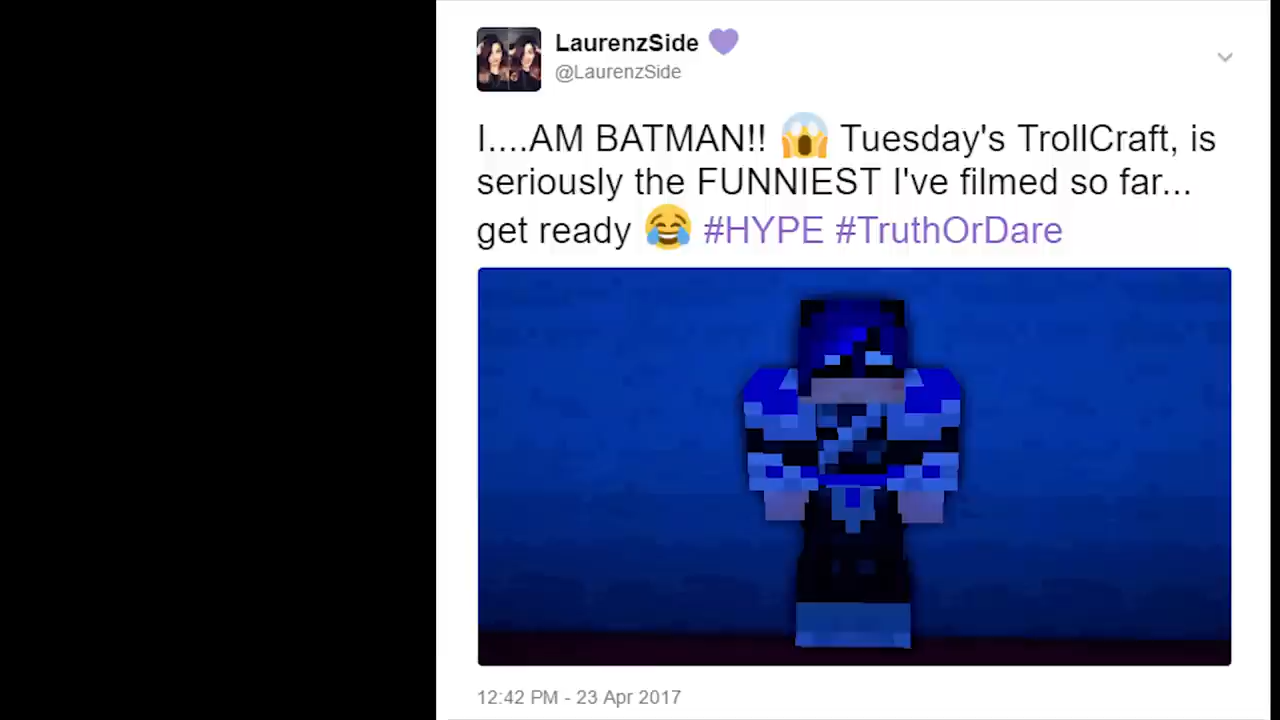 LaurenzSide 💜
@LaurenzSide
I....AM BATMAN!! 😱 Tuesday's TrollCraft, is
seriously the FUNNIEST I've filmed so far...
get ready 😂 #HYPE #TruthOrDare
12:42 PM - 23 Apr 2017